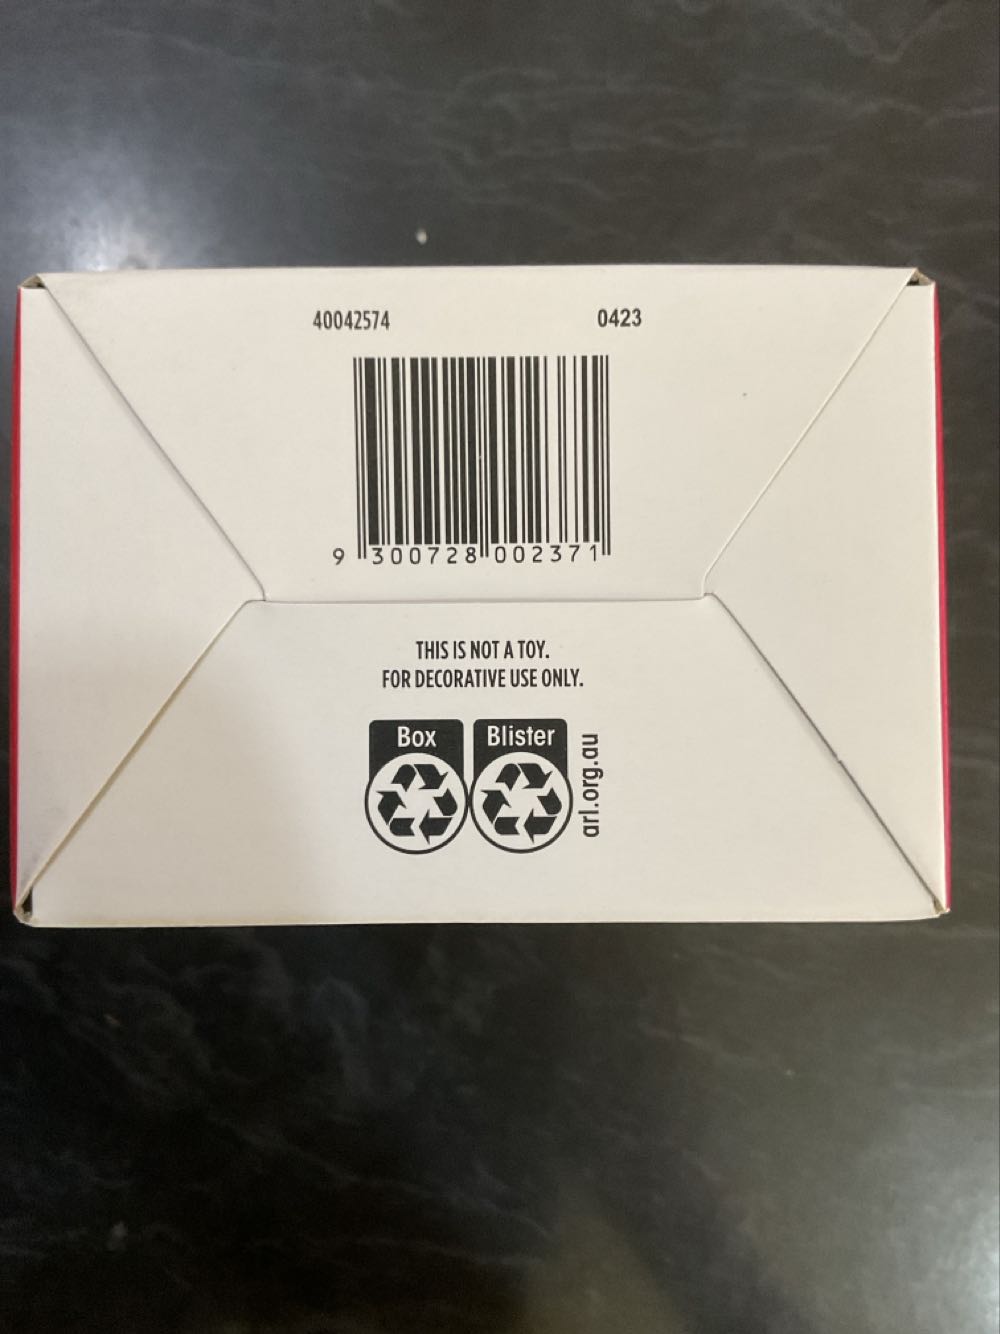 40042574 0423
9 300728 002371
THIS IS NOT A TOY.
FOR DECORATIVE USE ONLY.
Box Blister
arl.org.au